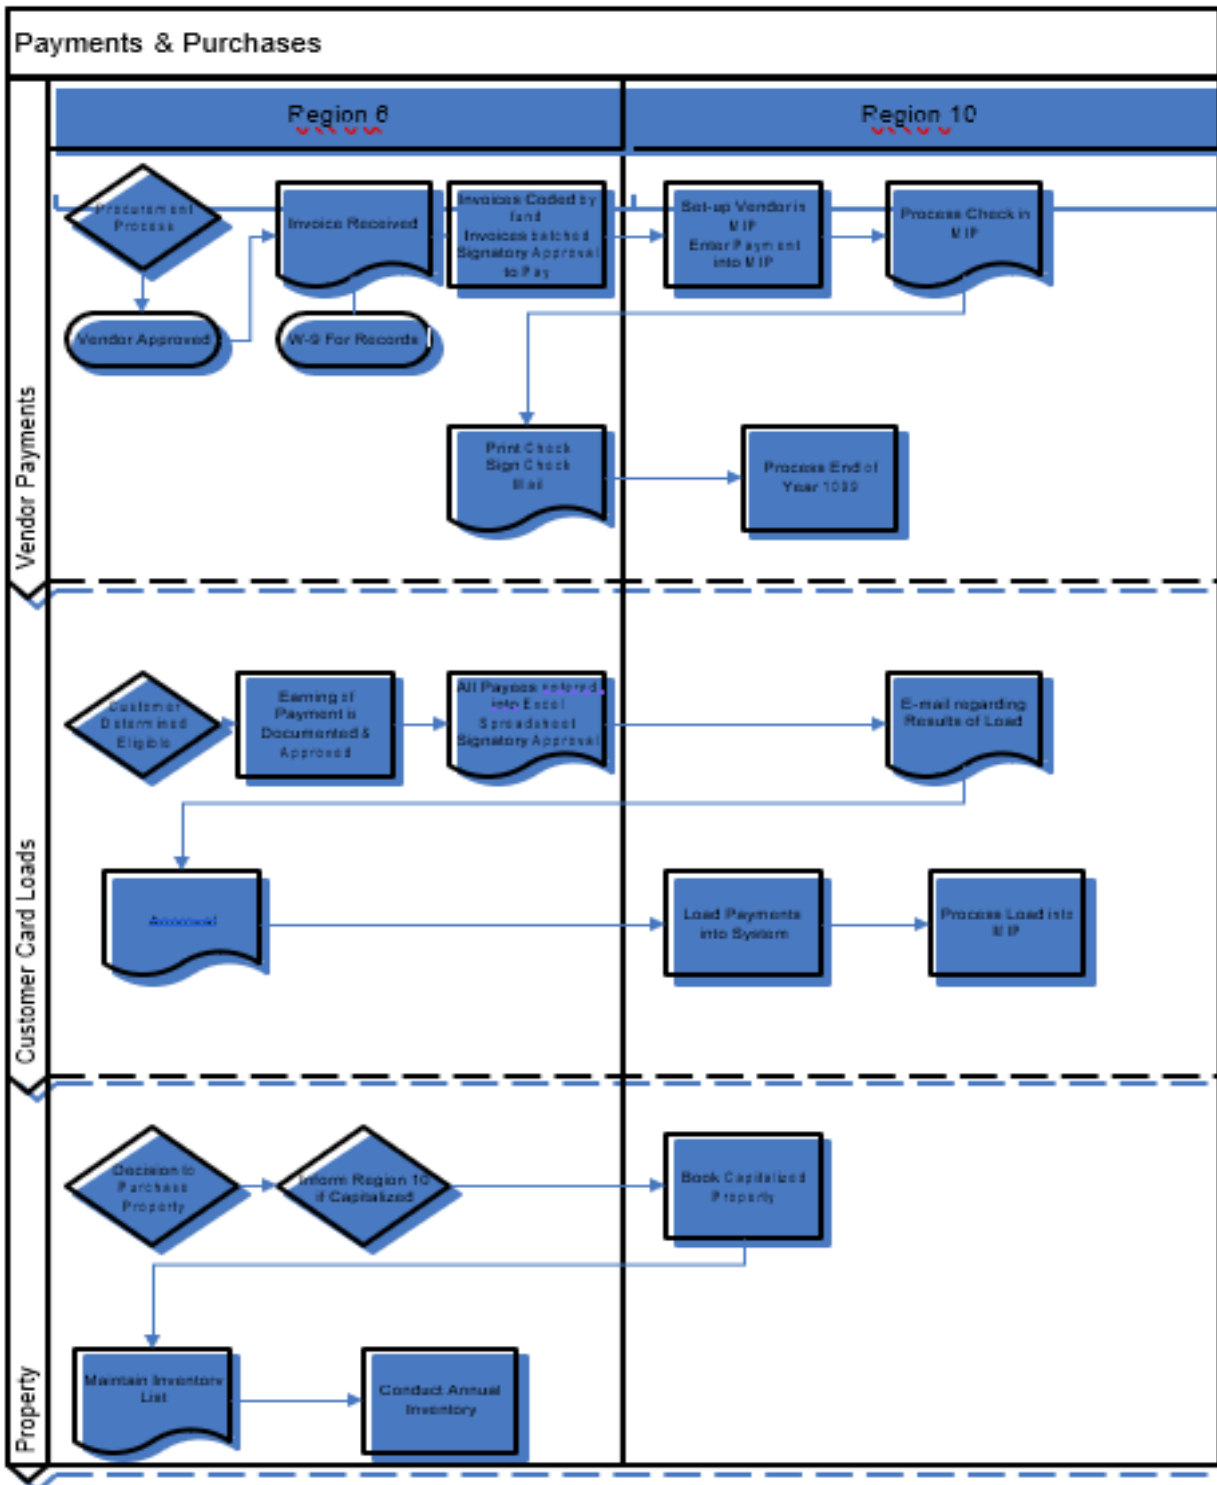 Payments & Purchases
Region 6
Region 10
Vendor Payments
Procurement
Process
Invoice Received
Invoices Coded by
fund
Invoices batched
Signatory Approval
to Pay
Set-up Vendor in
MIP
Enter Payment
into MIP
Process Check in
MIP
Vendor Approved
W-9 For Records
Print Check
Sign Check
Mail
Process End of
Year 1099
Customer Card Loads
Customer
Determined
Eligible
Earning of
Payment is
Documented &
Approved
All Payees entered
into Excel
Spreadsheet
Signatory Approval
E-mail regarding
Results of Load
Approved
Load Payments
into System
Process Load into
MIP
Property
Decision to
Purchase
Property
Inform Region 10
if Capitalized
Book Capitalized
Property
Maintain Inventory
List
Conduct Annual
Inventory